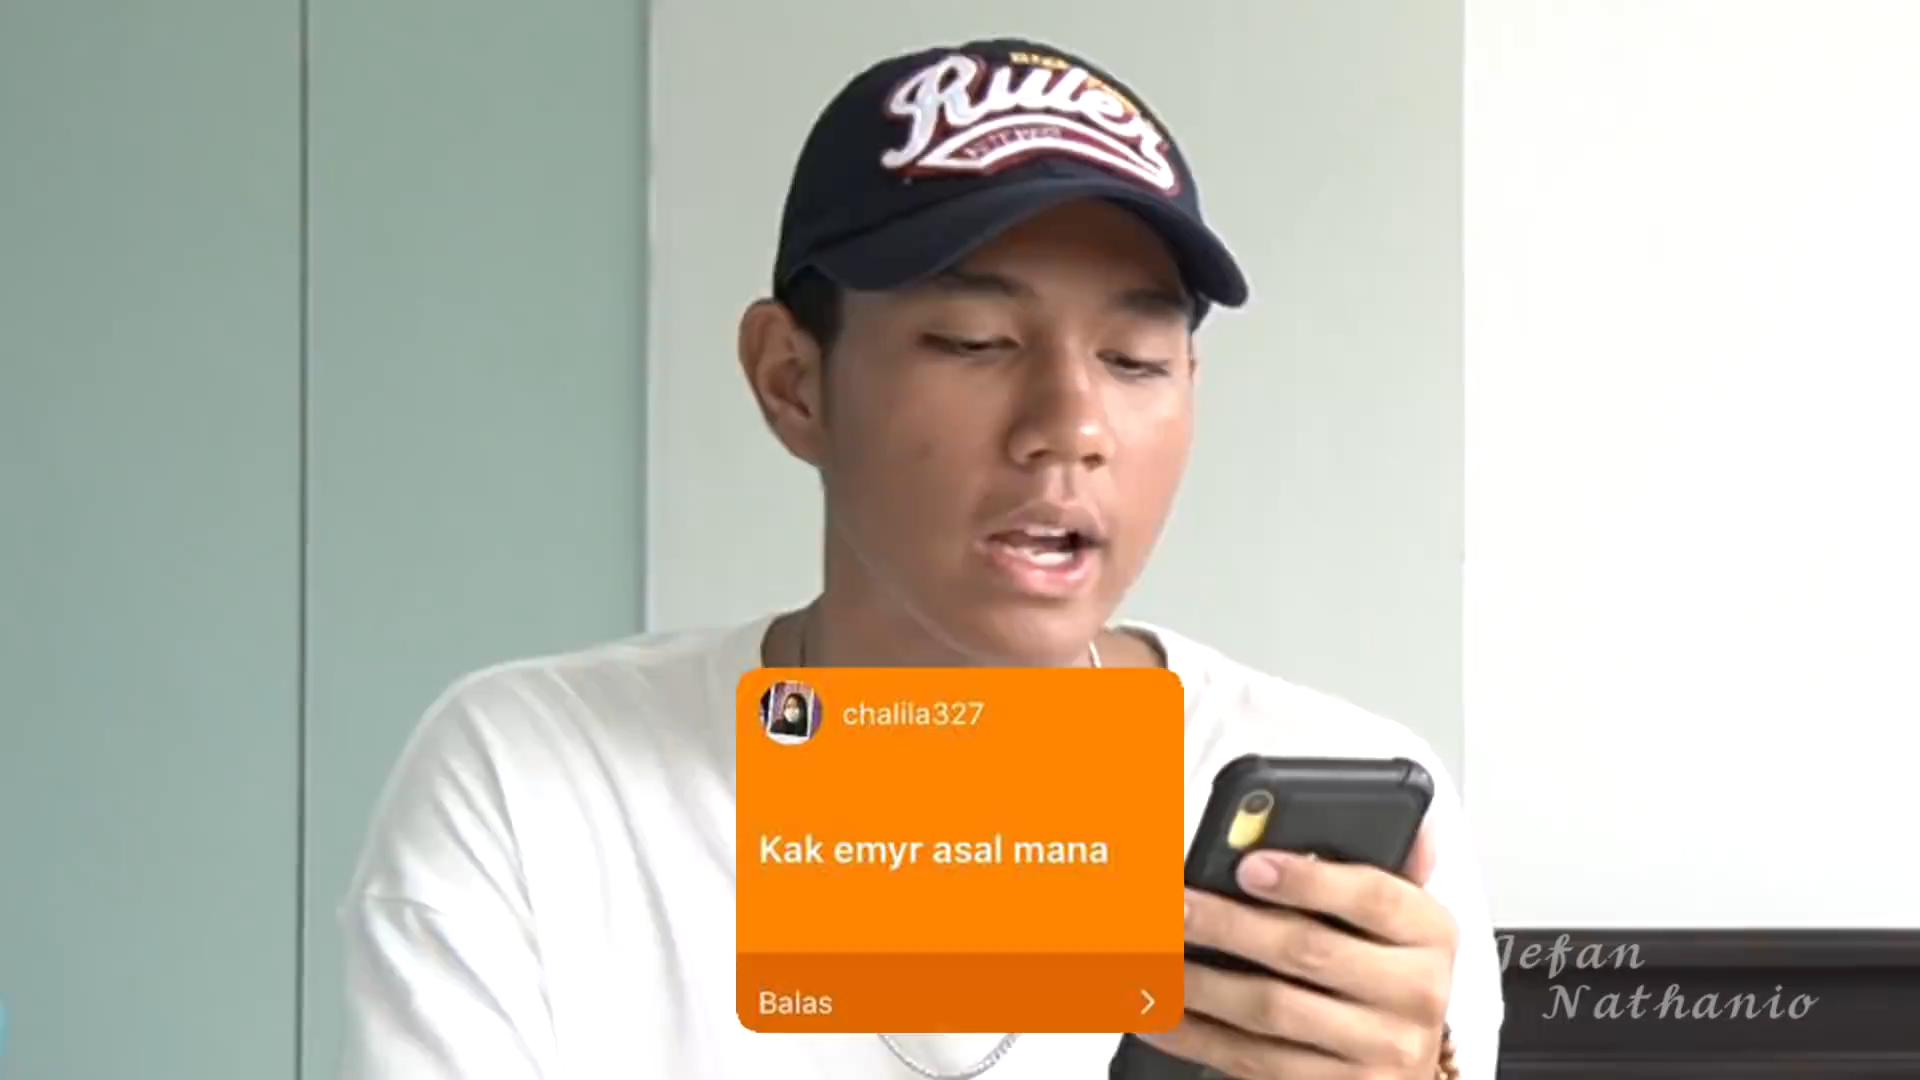 Ruler
chalila327
Kak emyr asal mana
Balas
Jefan
Nathanio